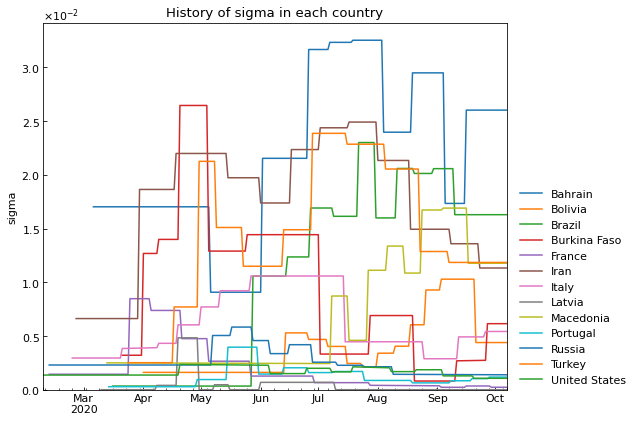 History of sigma in each country
×10⁻²
3.0
2.5
2.0
1.5
1.0
0.5
0.0
sigma
Mar Apr May Jun Jul Aug Sep Oct
2020
Bahrain
Bolivia
Brazil
Burkina Faso
France
Iran
Italy
Latvia
Macedonia
Portugal
Russia
Turkey
United States